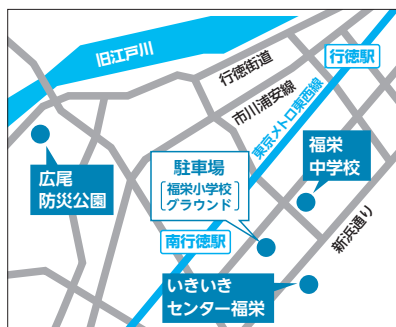 旧江戸川
行徳街道
行徳駅
市川浦安線
東京メトロ東西線
駐車場
福栄小学校
グラウンド
福栄
中学校
広尾
防災公園
南行徳駅
新浜通り
いきいき
センター福栄